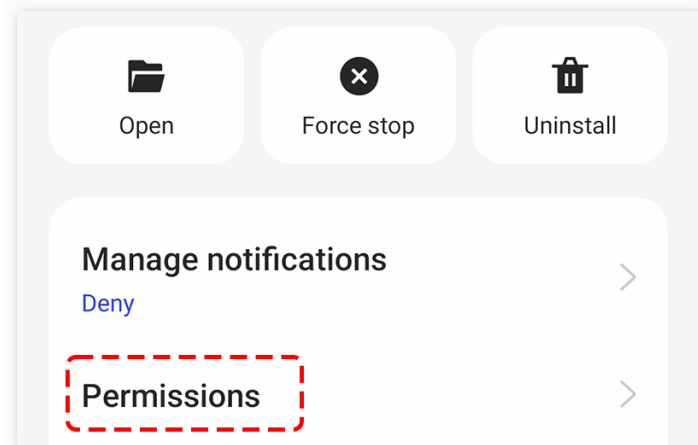 Open Force stop Uninstall
Manage notifications
Deny
Permissions